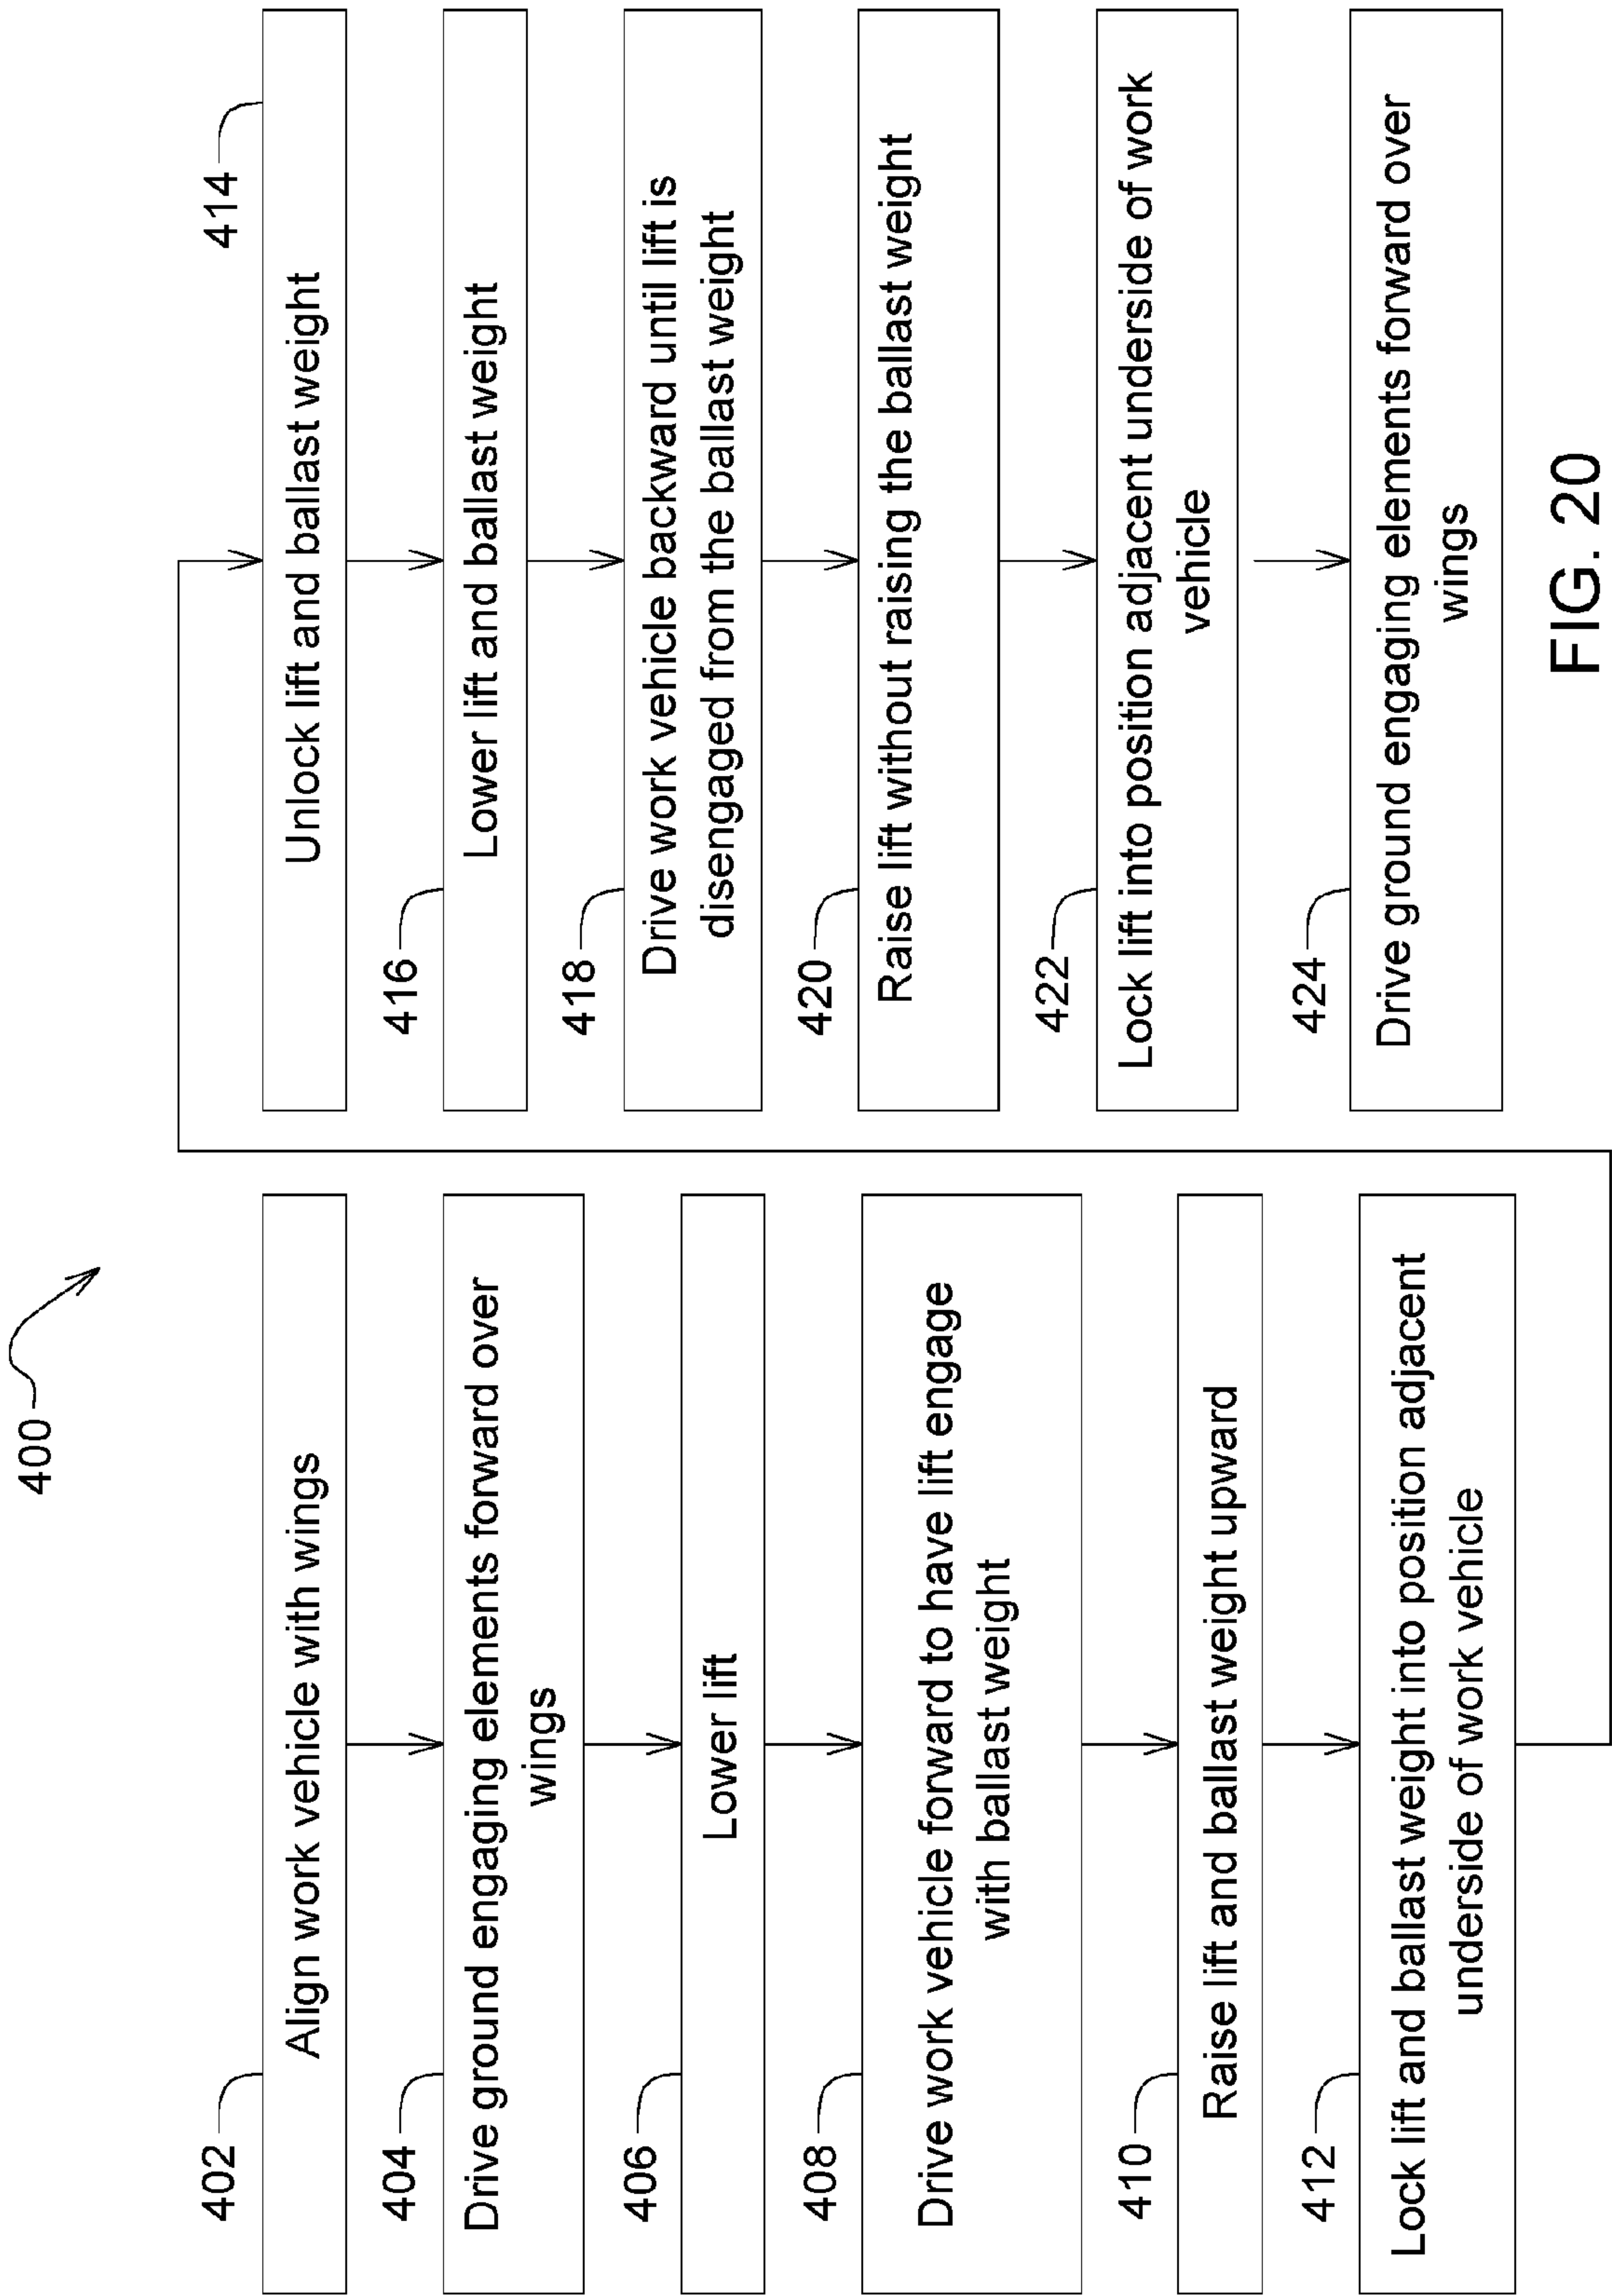 400
402
Align work vehicle with wings
404
Drive ground engaging elements forward over
wings
406
Lower lift
408
Drive work vehicle forward to have lift engage
with ballast weight
410
Raise lift and ballast weight upward
412
Lock lift and ballast weight into position adjacent
underside of work vehicle
414
Unlock lift and ballast weight
416
Lower lift and ballast weight
418
Drive work vehicle backward until lift is
disengaged from the ballast weight
420
Raise lift without raising the ballast weight
422
Lock lift into position adjacent underside of work
vehicle
424
Drive ground engaging elements forward over
wings
FIG. 20